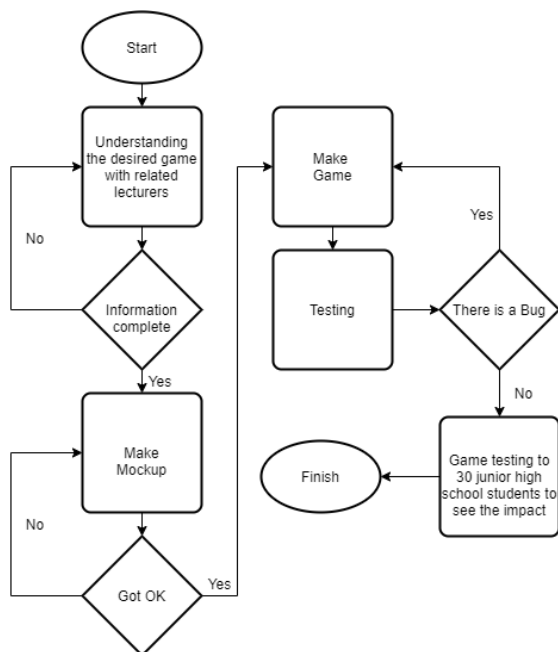 Start
Understanding
the desired game
with related
lecturers
No
Information
complete
Yes
Make
Mockup
No
Got OK
Yes
Make
Game
Yes
Testing
There is a Bug
No
Game testing to
30 junior high
school students to
see the impact
Finish